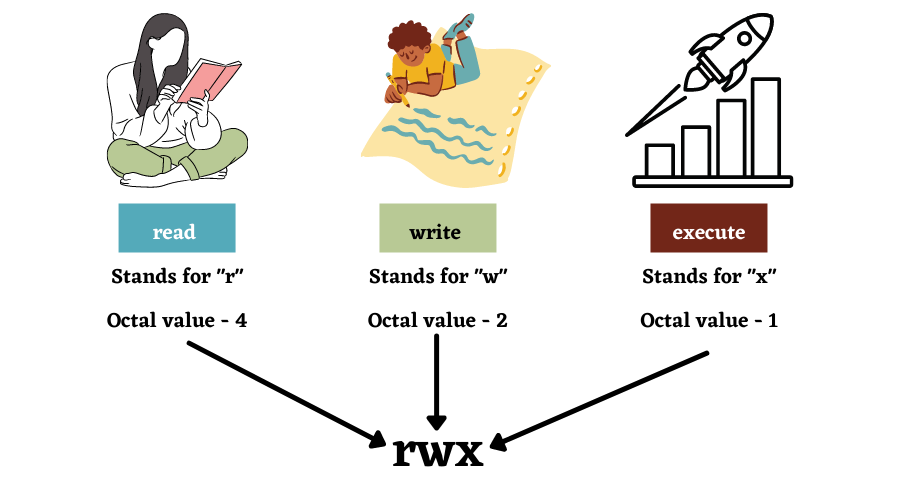 read
Stands for "r"
Octal value - 4
write
Stands for "w"
Octal value - 2
execute
Stands for "x"
Octal value - 1
rwx